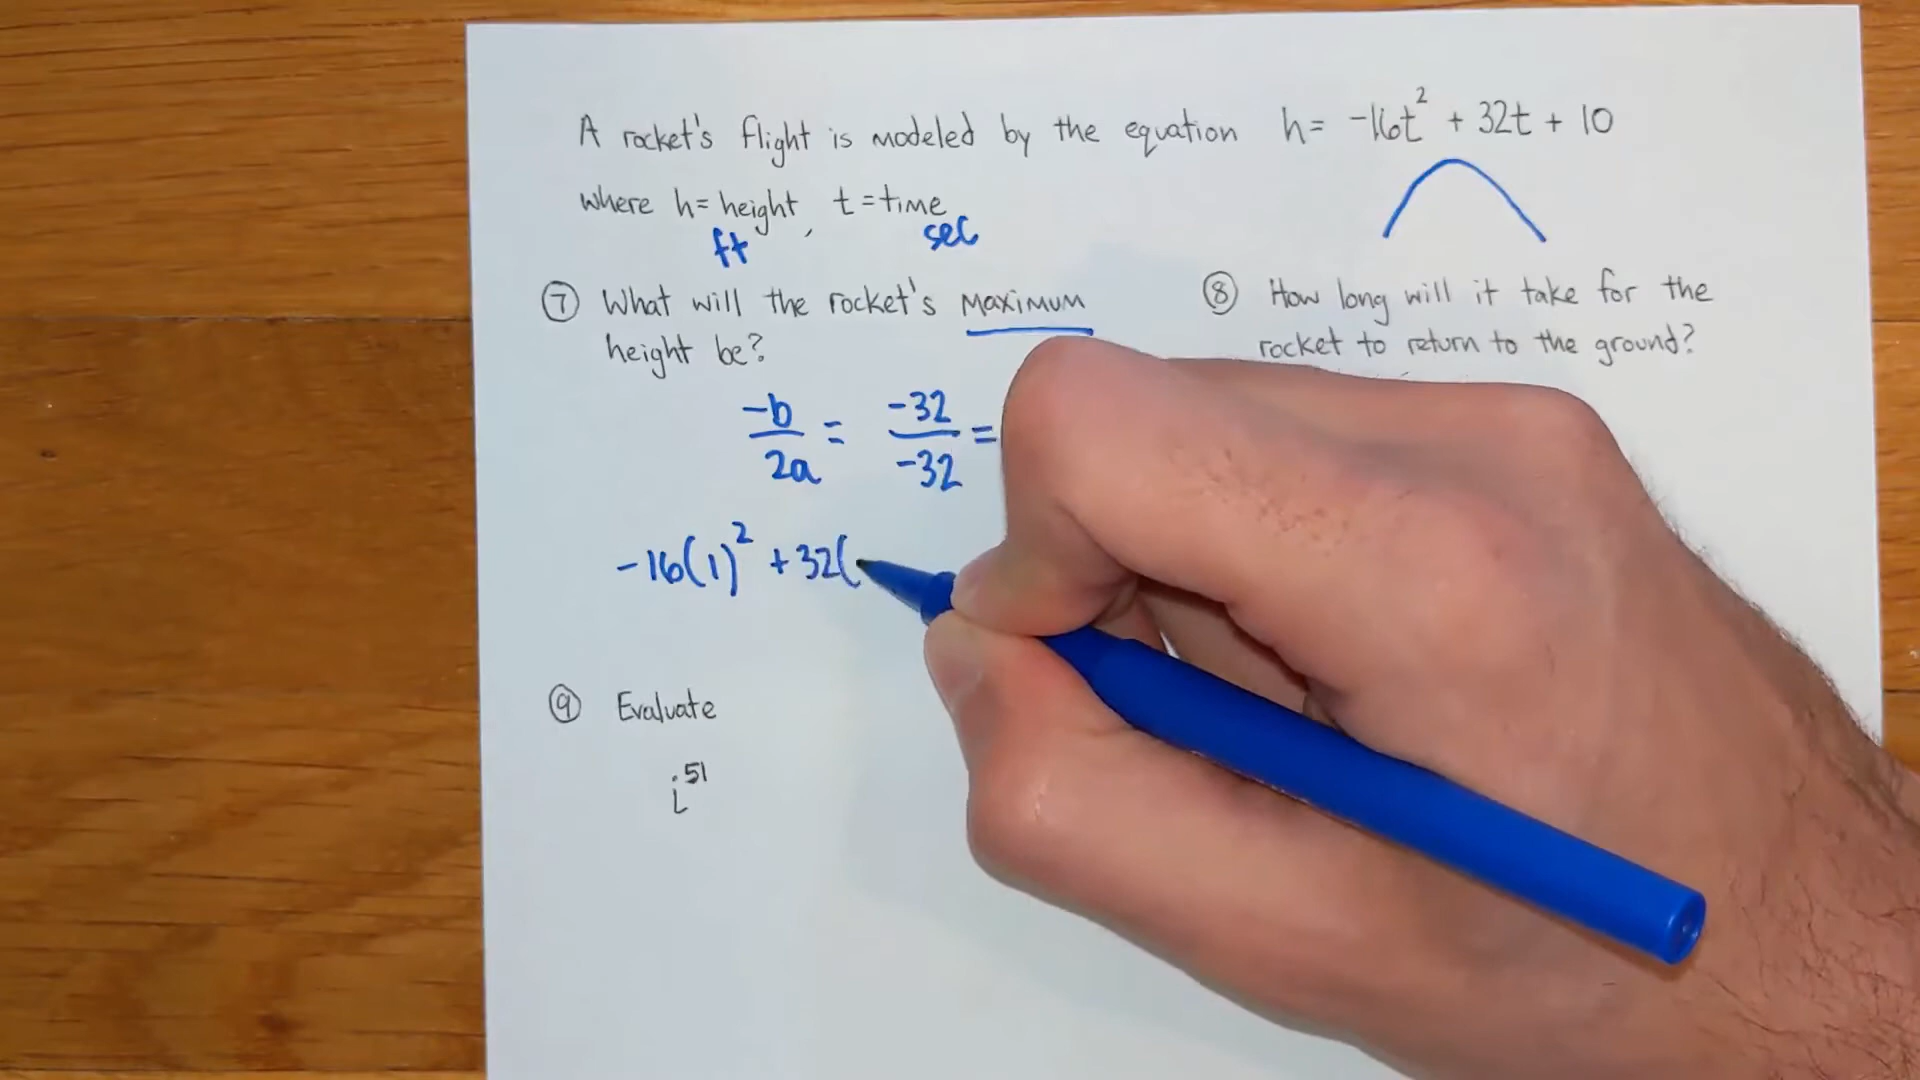 A rocket's flight is modeled by the equation h= -16t² + 32t + 10
where h= height, t=time
ft sec
⑦ What will the rocket's maximum
height be?
-b/2a = -32/-32 =
-16(1)² +32(
⑧ How long will it take for the
rocket to return to the ground?
⑨ Evaluate
i⁵¹